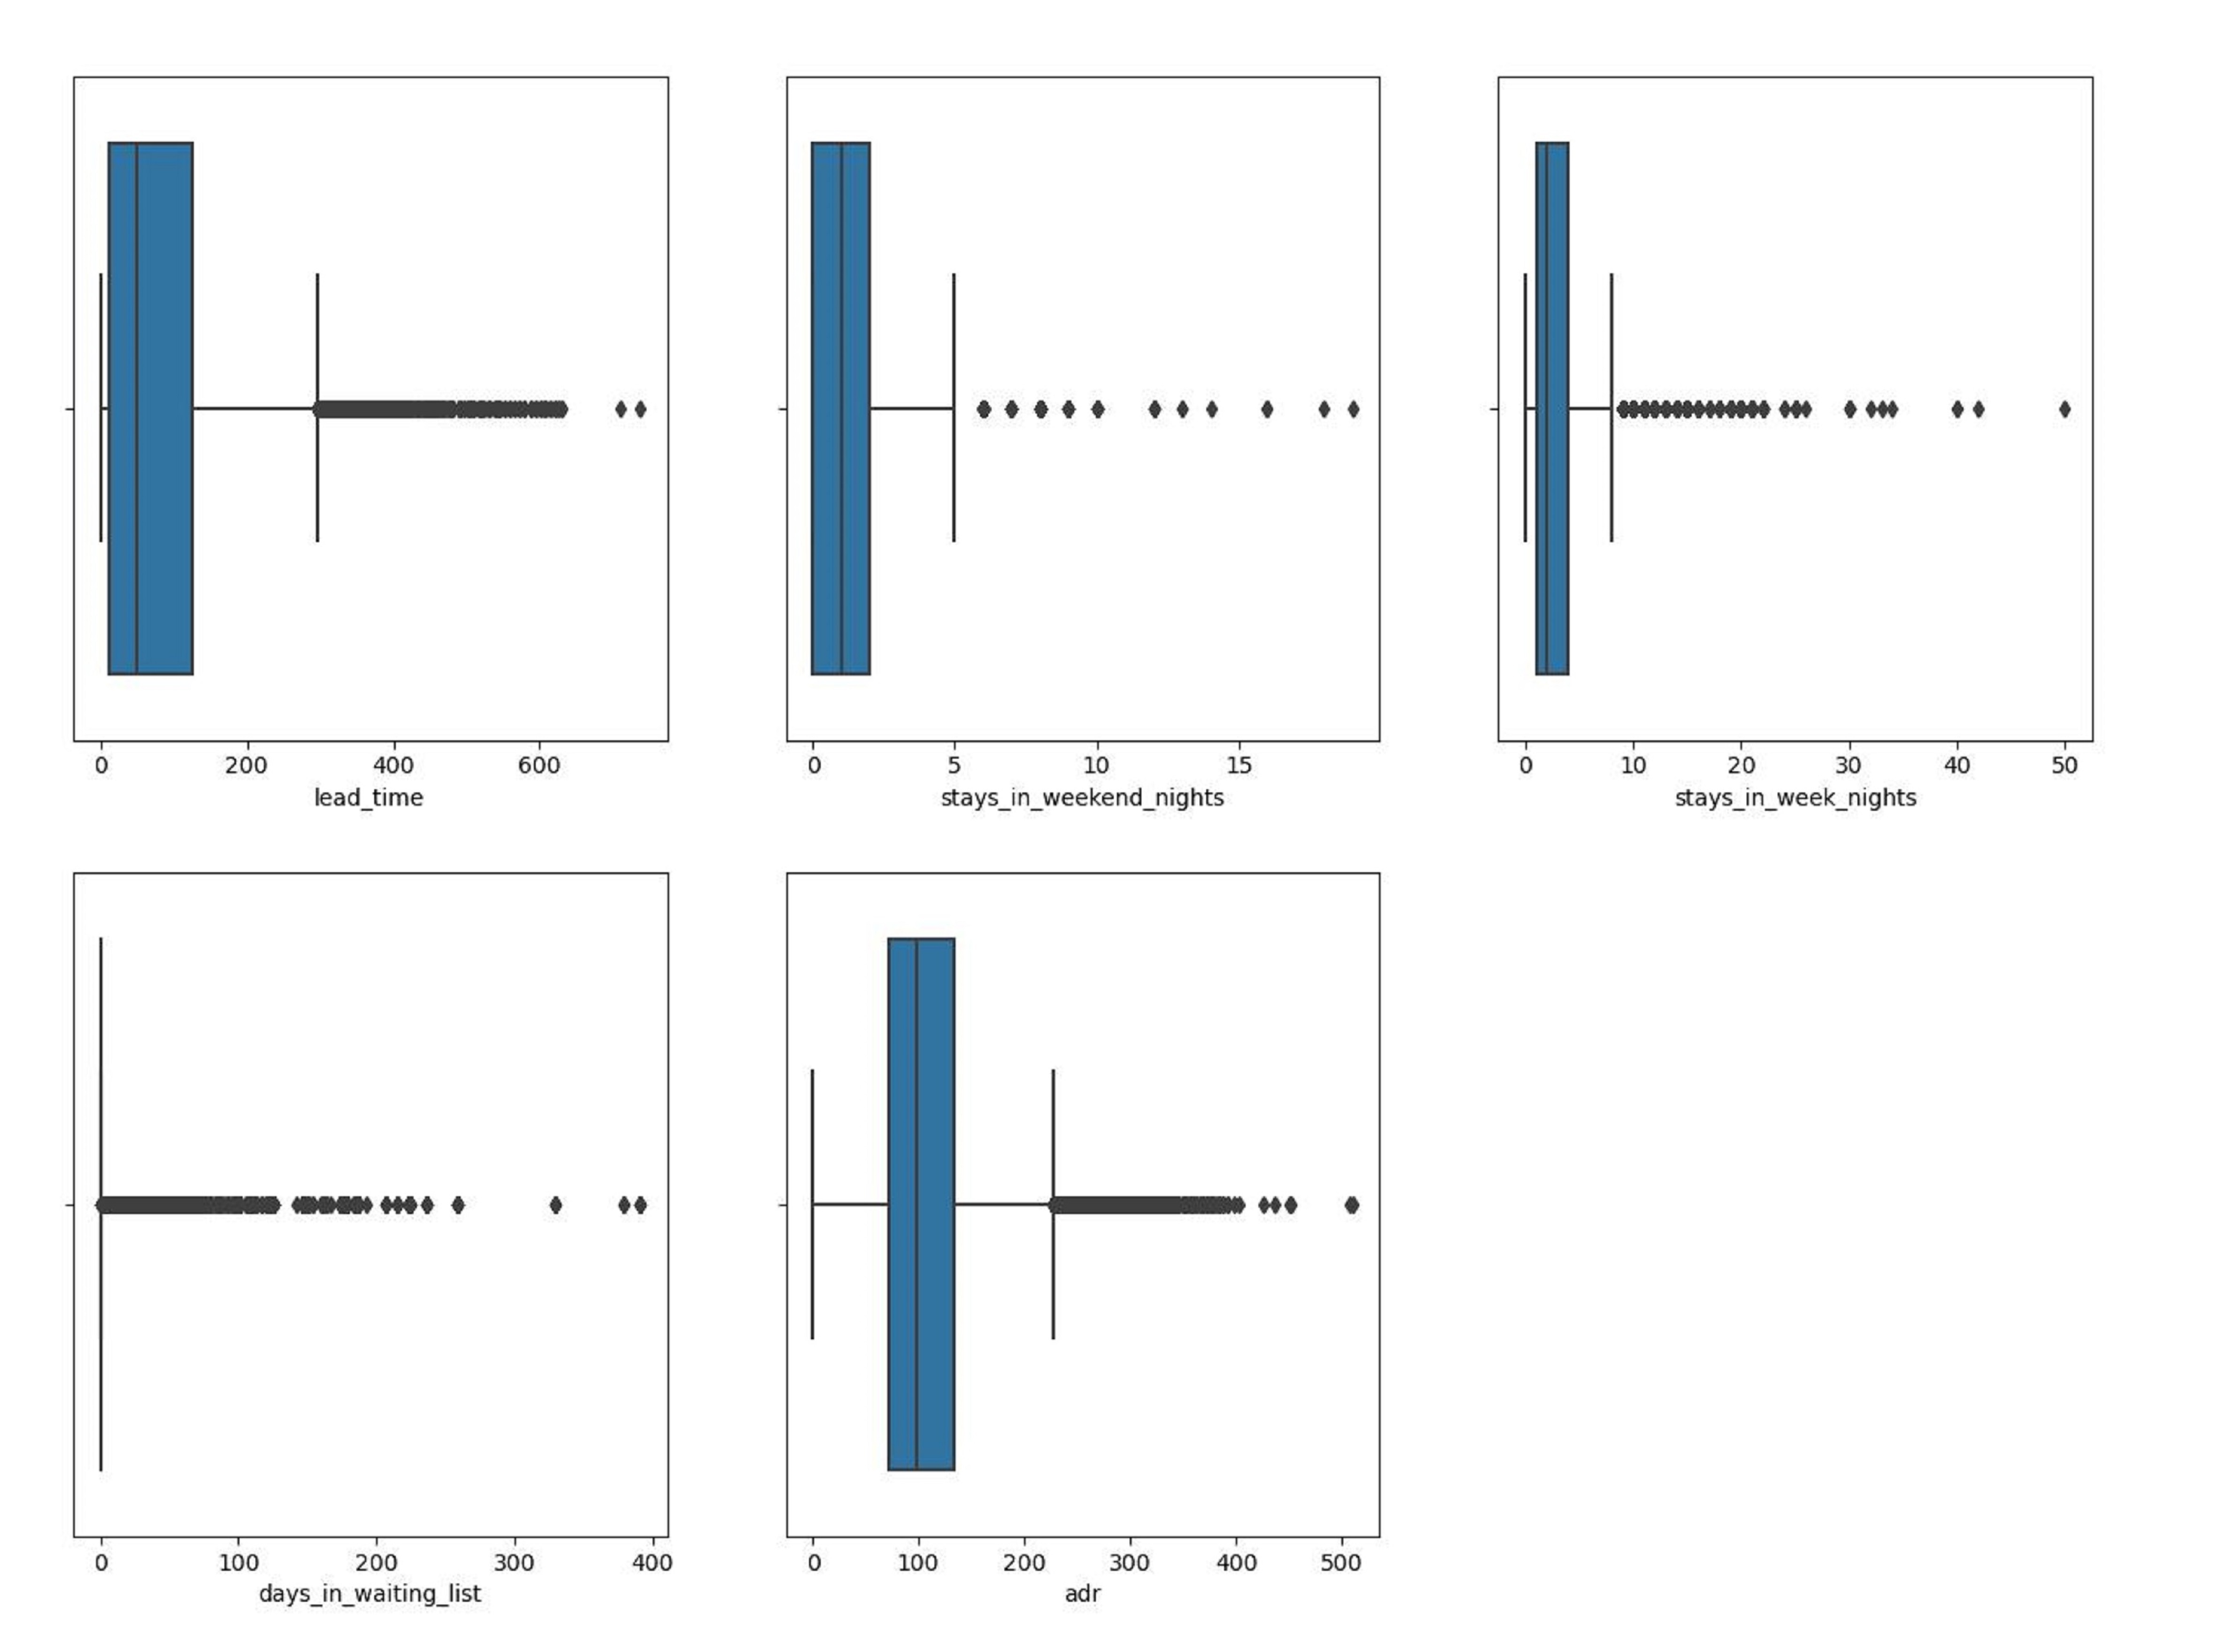 0 200 400 600
lead_time
0 5 10 15
stays_in_weekend_nights
0 10 20 30 40 50
stays_in_week_nights
0 100 200 300 400
days_in_waiting_list
0 100 200 300 400 500
adr